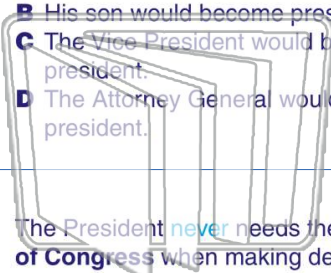 B His son would become pres
C The Vice President would b
president.
D The Attorney General would
president.
The President never needs the
of Congress when making de